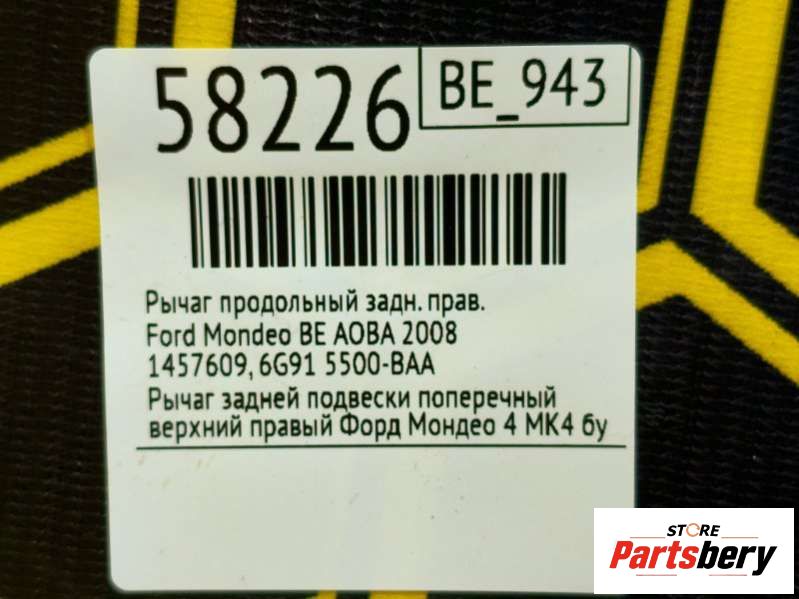 58226
BE_943
Рычаг продольный задн. прав.
Ford Mondeo BE AOBA 2008
1457609, 6G91 5500-BAA
Рычаг задней подвески поперечный
верхний правый Форд Мондео 4 МК4 бу
STORE
Partsbery